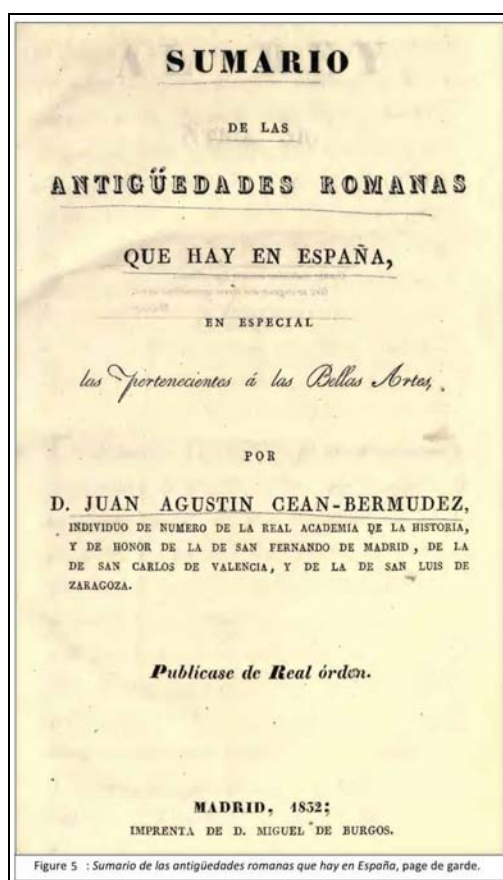 SUMARIO
DE LAS
ANTIGÜEDADES ROMANAS
QUE HAY EN ESPAÑA,
EN ESPECIAL
las Pertenecientes á las Bellas Artes,
POR
D. JUAN AGUSTIN CEAN-BERMUDEZ,
INDIVIDUO DE NUMERO DE LA REAL ACADEMIA DE LA HISTORIA,
Y DE HONOR DE LA DE SAN FERNANDO DE MADRID, DE LA
DE SAN CARLOS DE VALENCIA, Y DE LA DE SAN LUIS DE
ZARAGOZA.
Publícase de Real órden.
MADRID, 1832;
IMPRENTA DE D. MIGUEL DE BURGOS.
Figure 5 : Sumario de las antigüedades romanas que hay en España, page de garde.